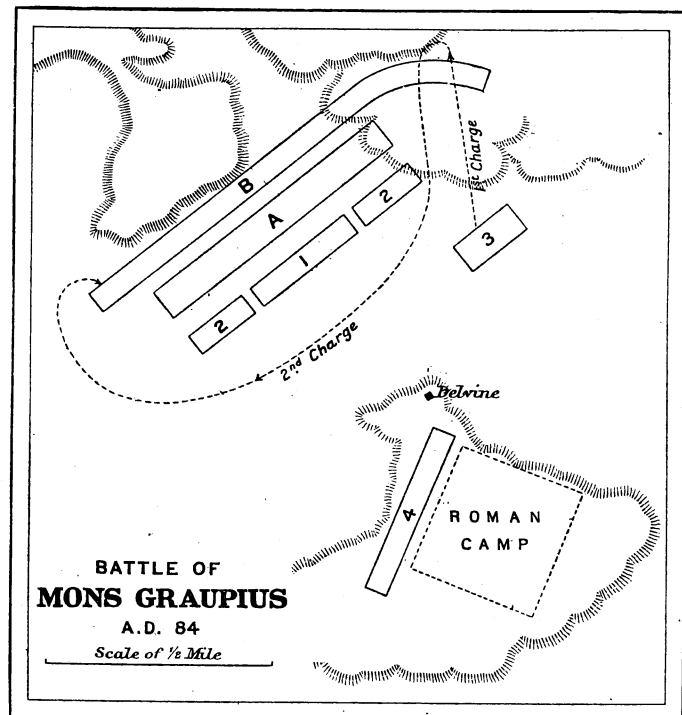 B
1st Charge
A
2
3
1
2
2nd Charge
Delvine
4
ROMAN
CAMP
BATTLE OF
MONS GRAUPIUS
A.D. 84
Scale of 1/2 Mile